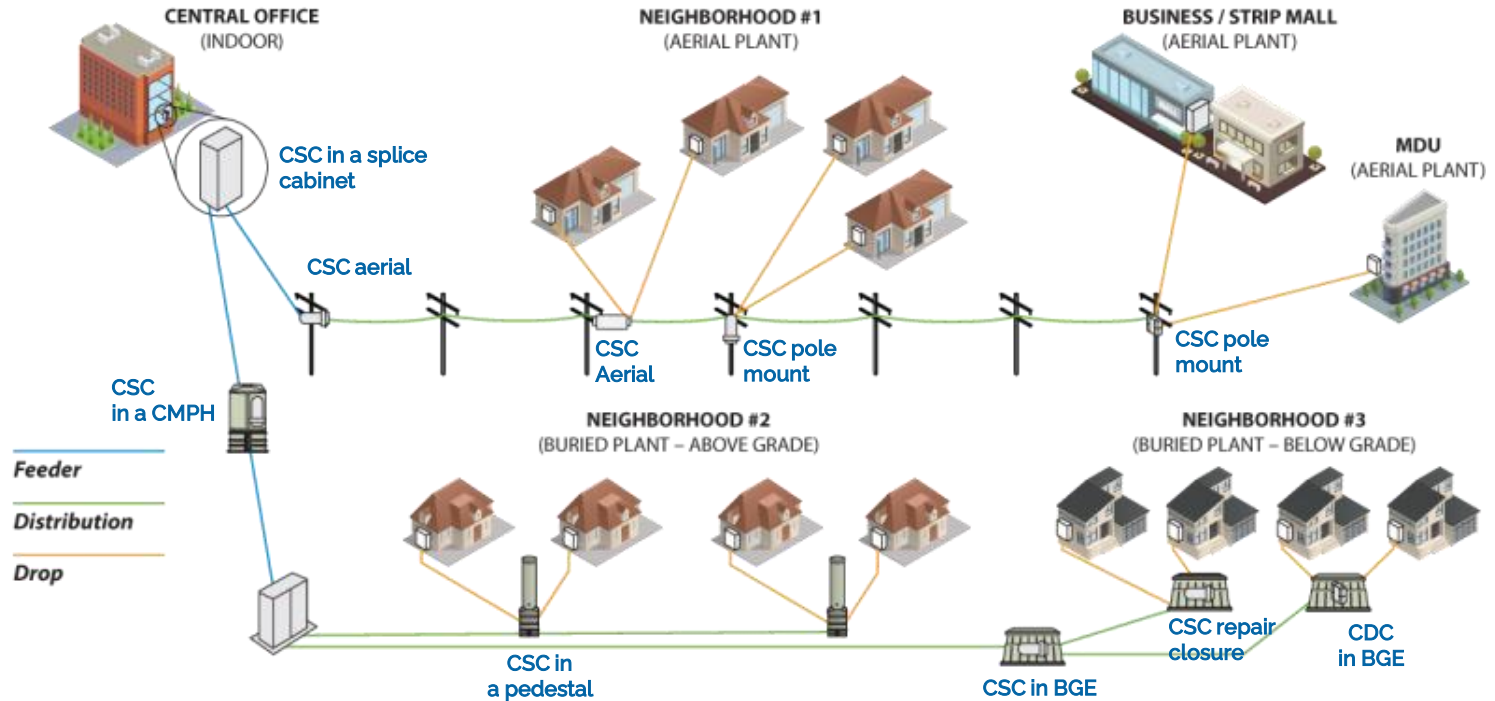 CENTRAL OFFICE
(INDOOR)
NEIGHBORHOOD #1
(AERIAL PLANT)
BUSINESS / STRIP MALL
(AERIAL PLANT)
MDU
(AERIAL PLANT)
CSC in a splice
cabinet
CSC aerial
CSC
Aerial
CSC pole
mount
CSC pole
mount
CSC
in a CMPH
NEIGHBORHOOD #2
(BURIED PLANT – ABOVE GRADE)
NEIGHBORHOOD #3
(BURIED PLANT – BELOW GRADE)
Feeder
Distribution
Drop
CSC in
a pedestal
CSC in BGE
CSC repair
closure
CDC
in BGE